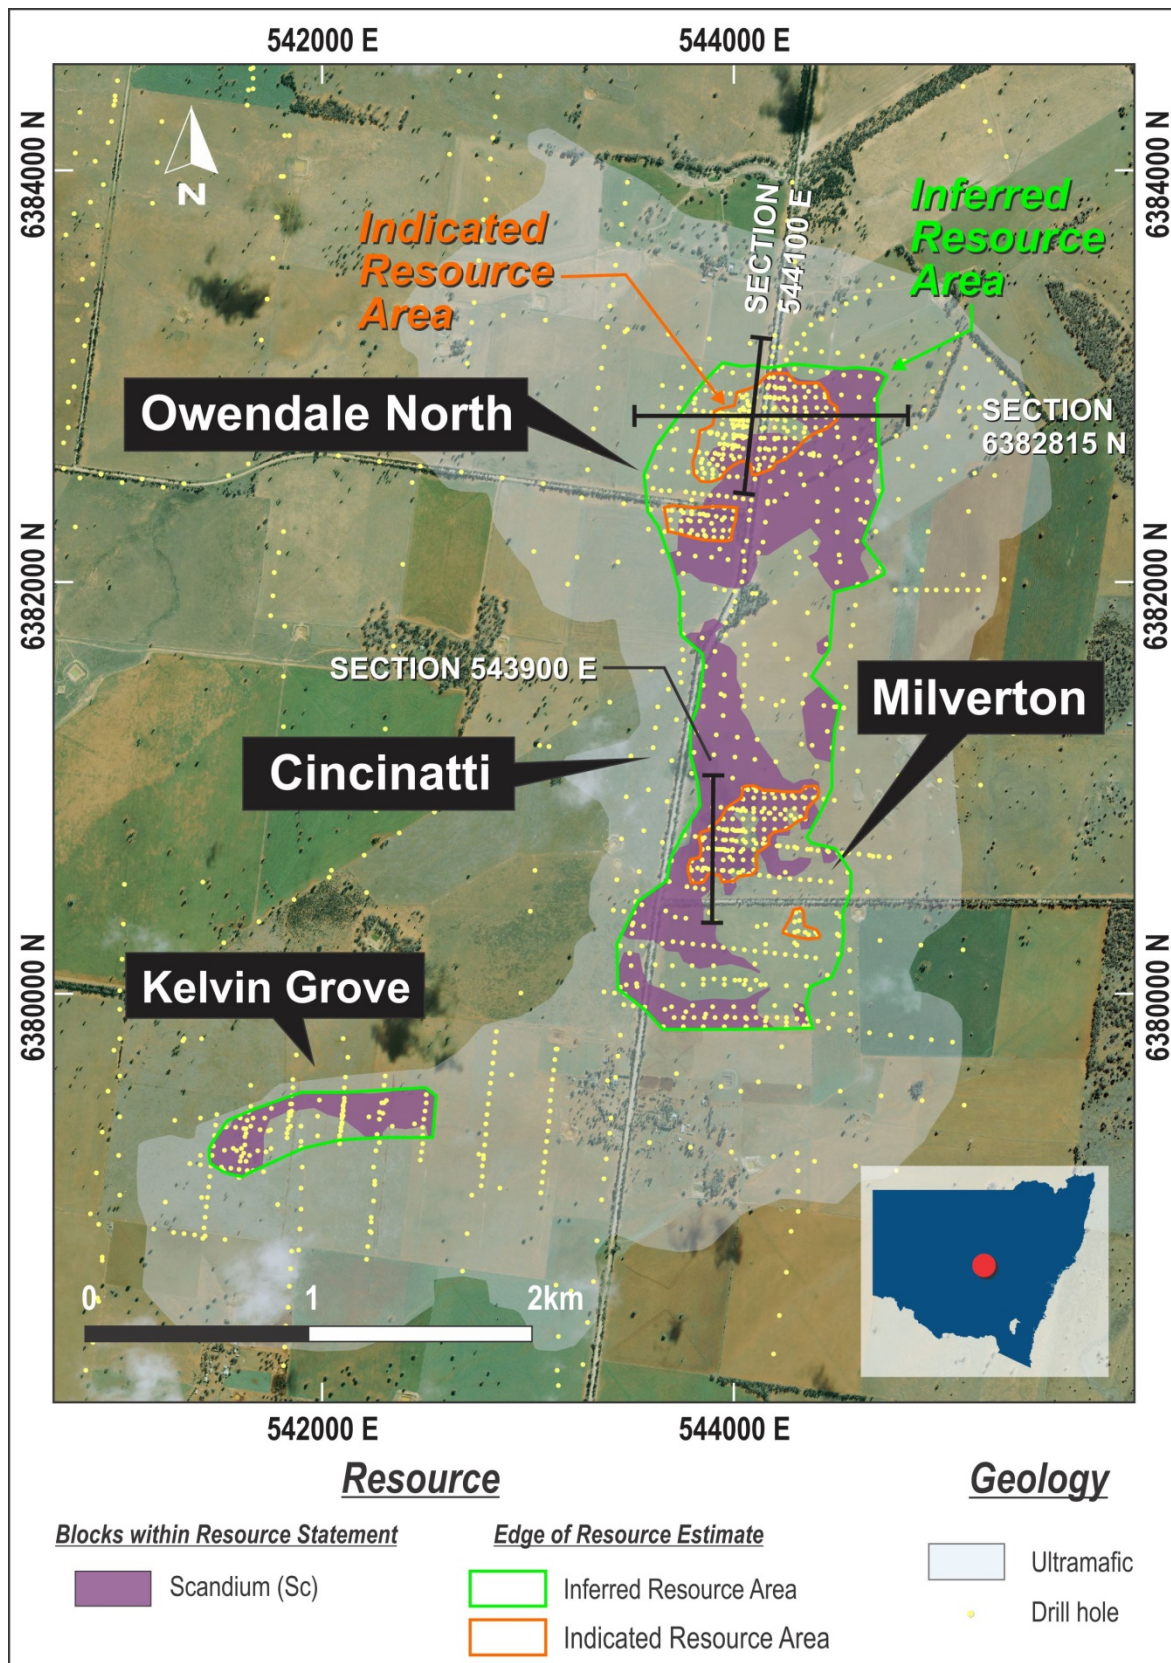 542000 E
544000 E
6384000 N
6384000 N
N
Indicated
Resource
Area
SECTION
544100 E
Inferred
Resource
Area
Owendale North
SECTION
6382815 N
6382000 N
6382000 N
SECTION 543900 E
Milverton
Cincinatti
Kelvin Grove
6380000 N
6380000 N
0
1
2km
542000 E
544000 E
Resource
Geology
Blocks within Resource Statement
Edge of Resource Estimate
Scandium (Sc)
Inferred Resource Area
Indicated Resource Area
Ultramafic
Drill hole